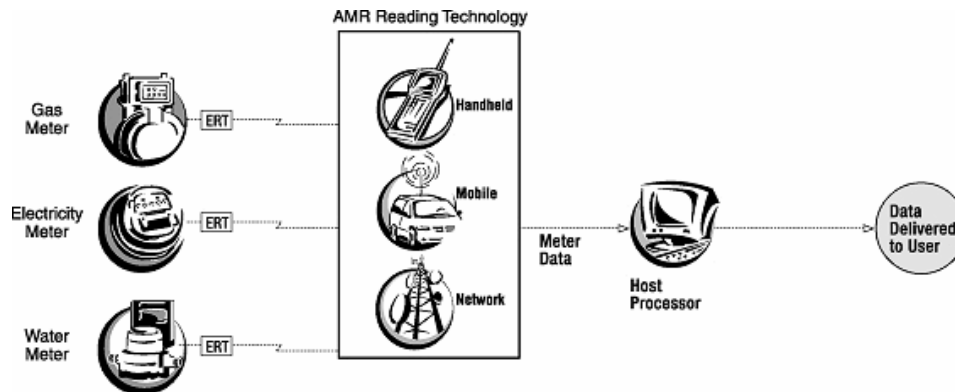 AMR Reading Technology
Gas
Meter
ERT
Handheld
Electricity
Meter
ERT
Mobile
Meter
Data
Host
Processor
Data
Delivered
to User
Water
Meter
ERT
Network